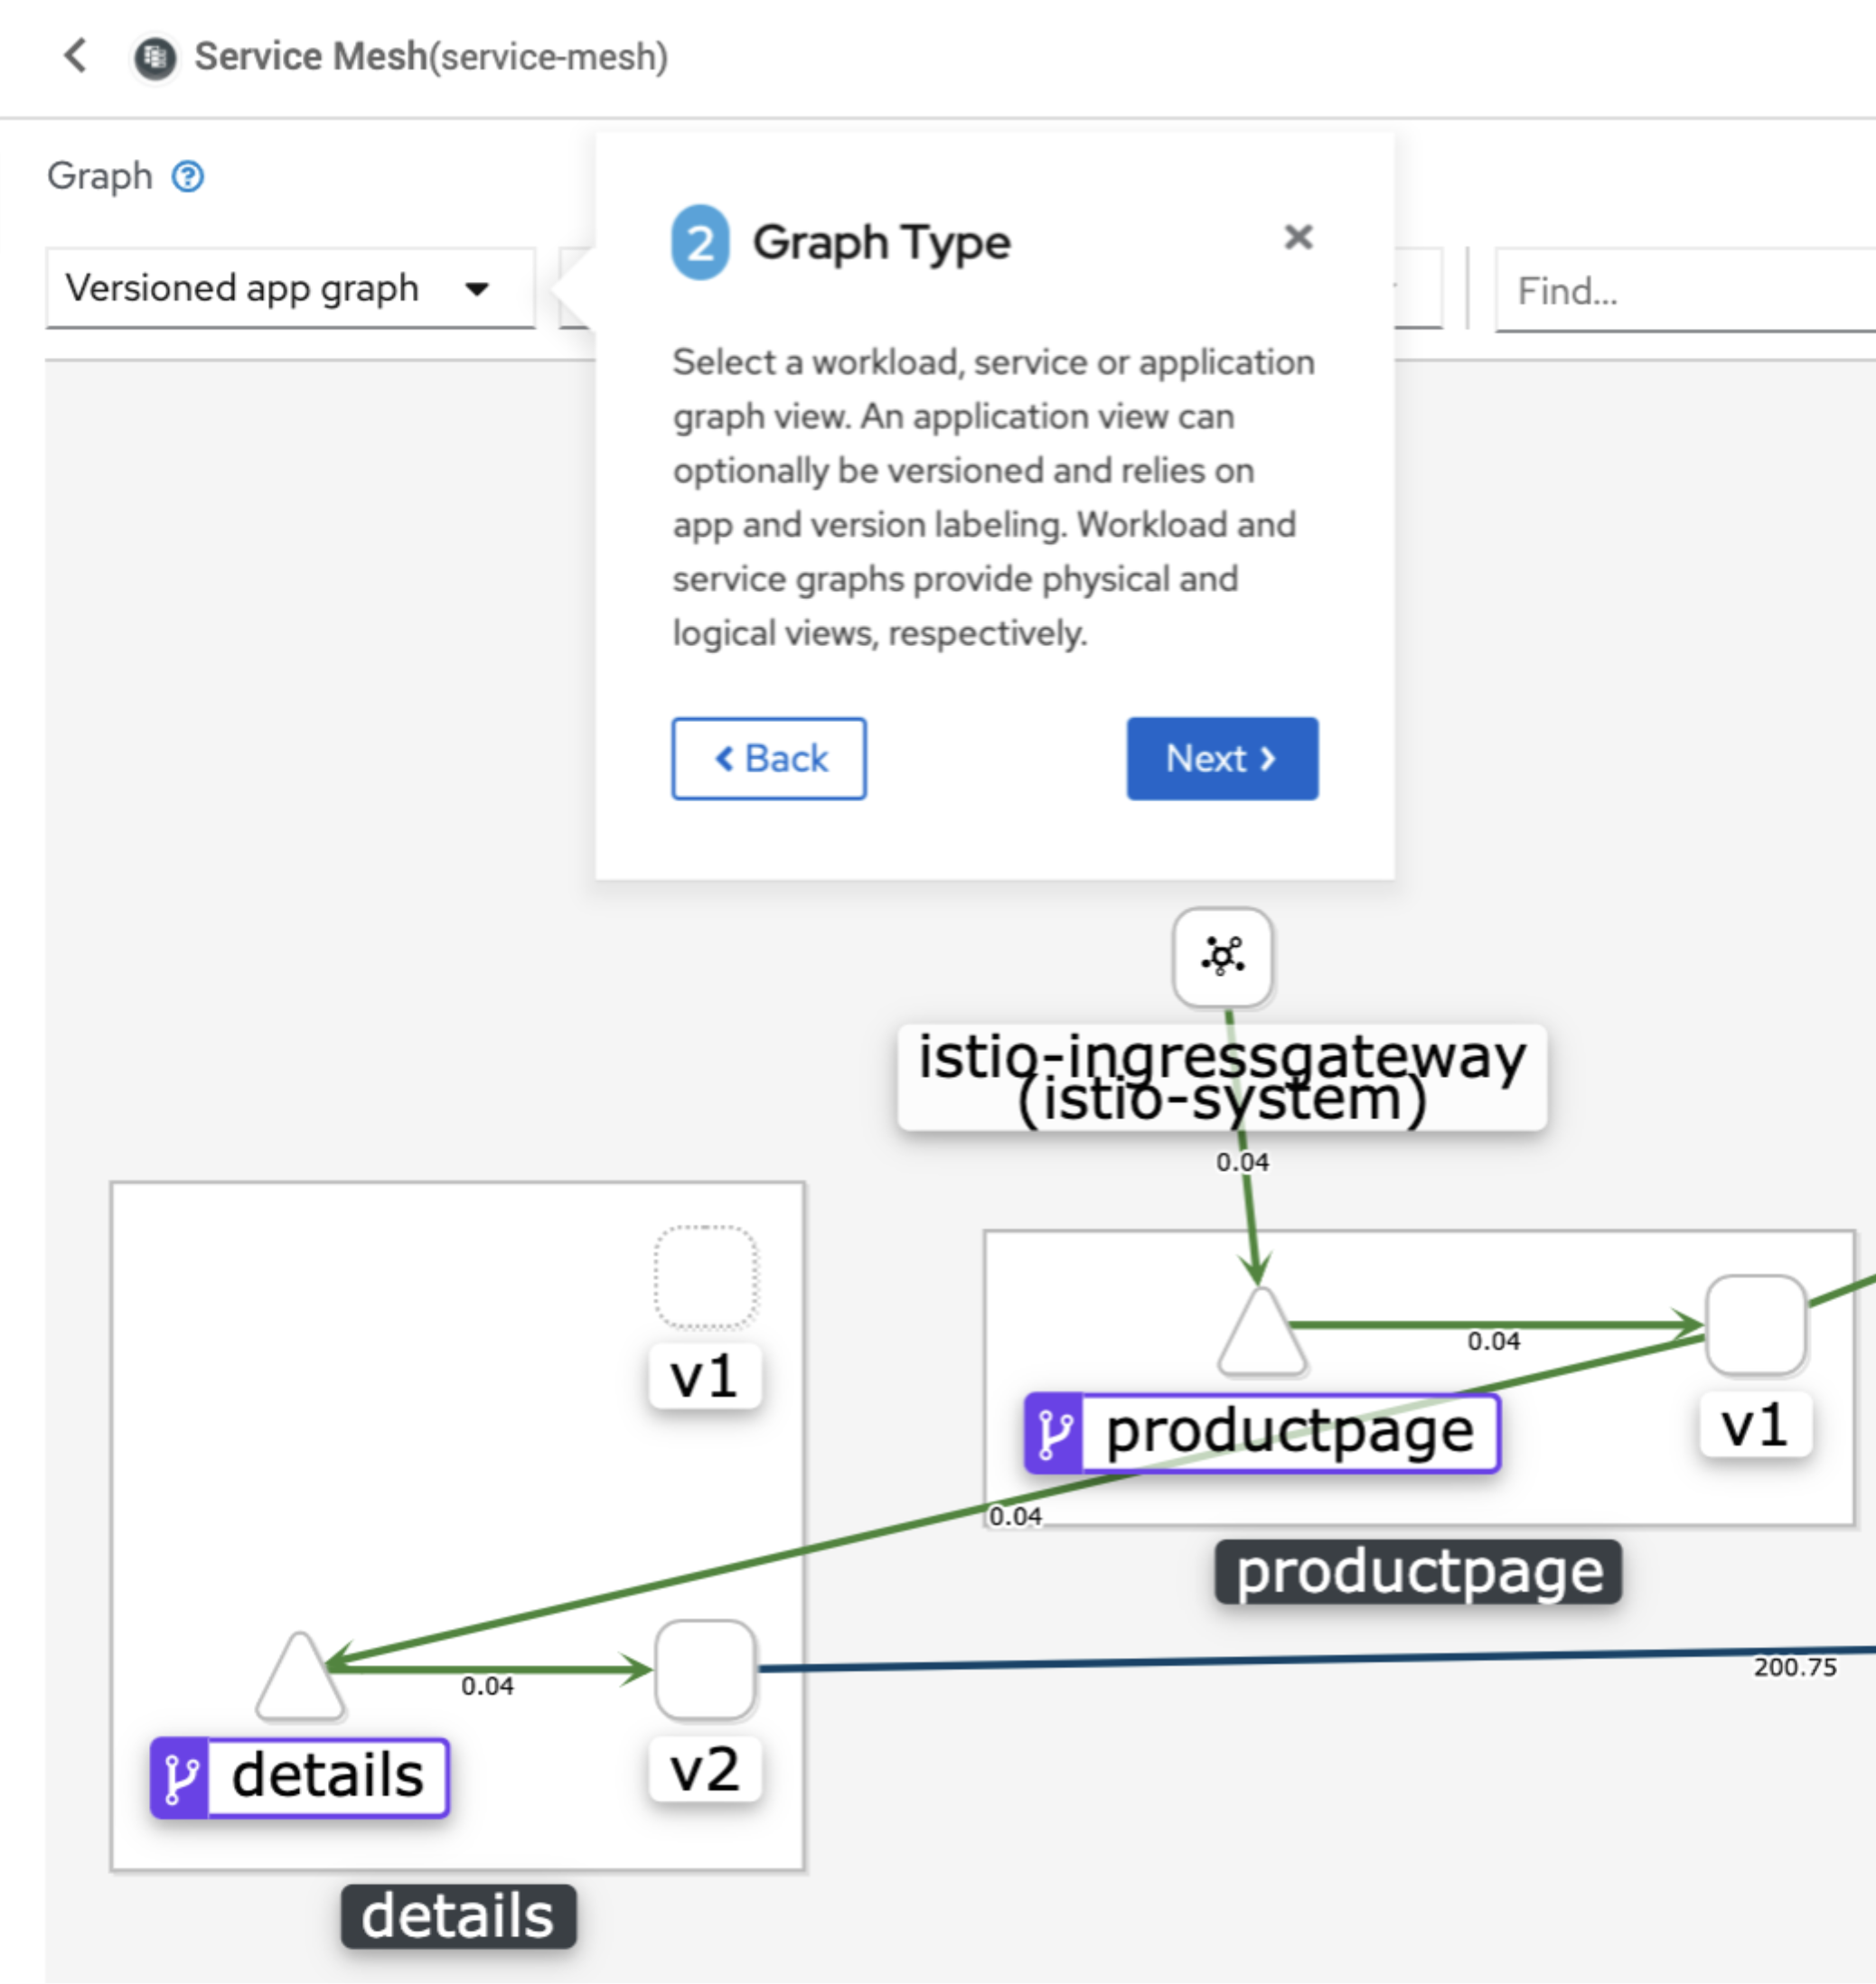 Service Mesh(service-mesh)
Graph
Versioned app graph
2 Graph Type
Find...
Select a workload, service or application
graph view. An application view can
optionally be versioned and relies on
app and version labeling. Workload and
service graphs provide physical and
logical views, respectively.
Back
Next
istio-ingressgateway
(istio-system)
0.04
0.04
v1
productpage
v1
0.04
productpage
200.75
0.04
details
v2
details